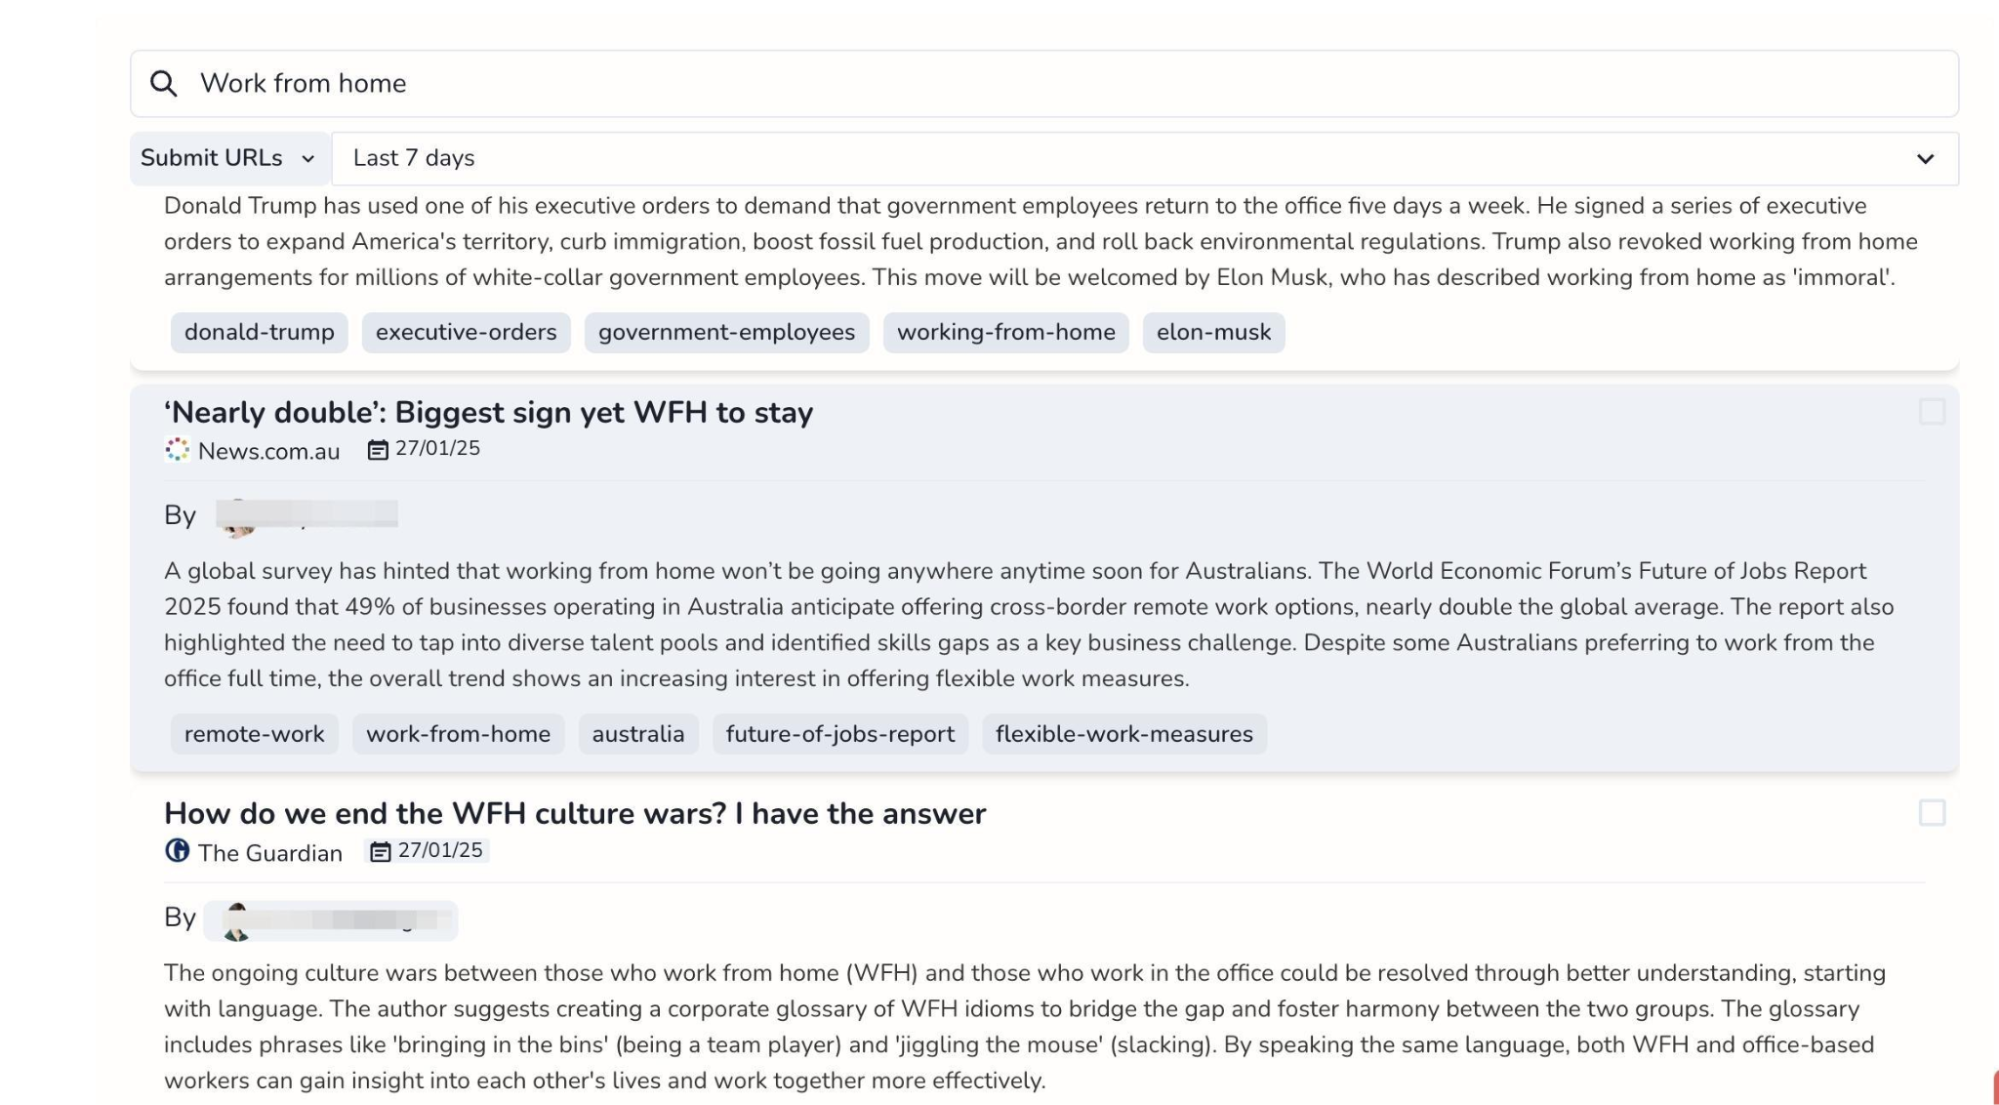 Work from home
Submit URLs
Last 7 days
Donald Trump has used one of his executive orders to demand that government employees return to the office five days a week. He signed a series of executive
orders to expand America's territory, curb immigration, boost fossil fuel production, and roll back environmental regulations. Trump also revoked working from home
arrangements for millions of white-collar government employees. This move will be welcomed by Elon Musk, who has described working from home as 'immoral'.
donald-trump executive-orders government-employees working-from-home elon-musk
‘Nearly double’: Biggest sign yet WFH to stay
News.com.au 27/01/25
By
A global survey has hinted that working from home won’t be going anywhere anytime soon for Australians. The World Economic Forum’s Future of Jobs Report
2025 found that 49% of businesses operating in Australia anticipate offering cross-border remote work options, nearly double the global average. The report also
highlighted the need to tap into diverse talent pools and identified skills gaps as a key business challenge. Despite some Australians preferring to work from the
office full time, the overall trend shows an increasing interest in offering flexible work measures.
remote-work work-from-home australia future-of-jobs-report flexible-work-measures
How do we end the WFH culture wars? I have the answer
The Guardian 27/01/25
By
The ongoing culture wars between those who work from home (WFH) and those who work in the office could be resolved through better understanding, starting
with language. The author suggests creating a corporate glossary of WFH idioms to bridge the gap and foster harmony between the two groups. The glossary
includes phrases like 'bringing in the bins' (being a team player) and 'jiggling the mouse' (slacking). By speaking the same language, both WFH and office-based
workers can gain insight into each other's lives and work together more effectively.